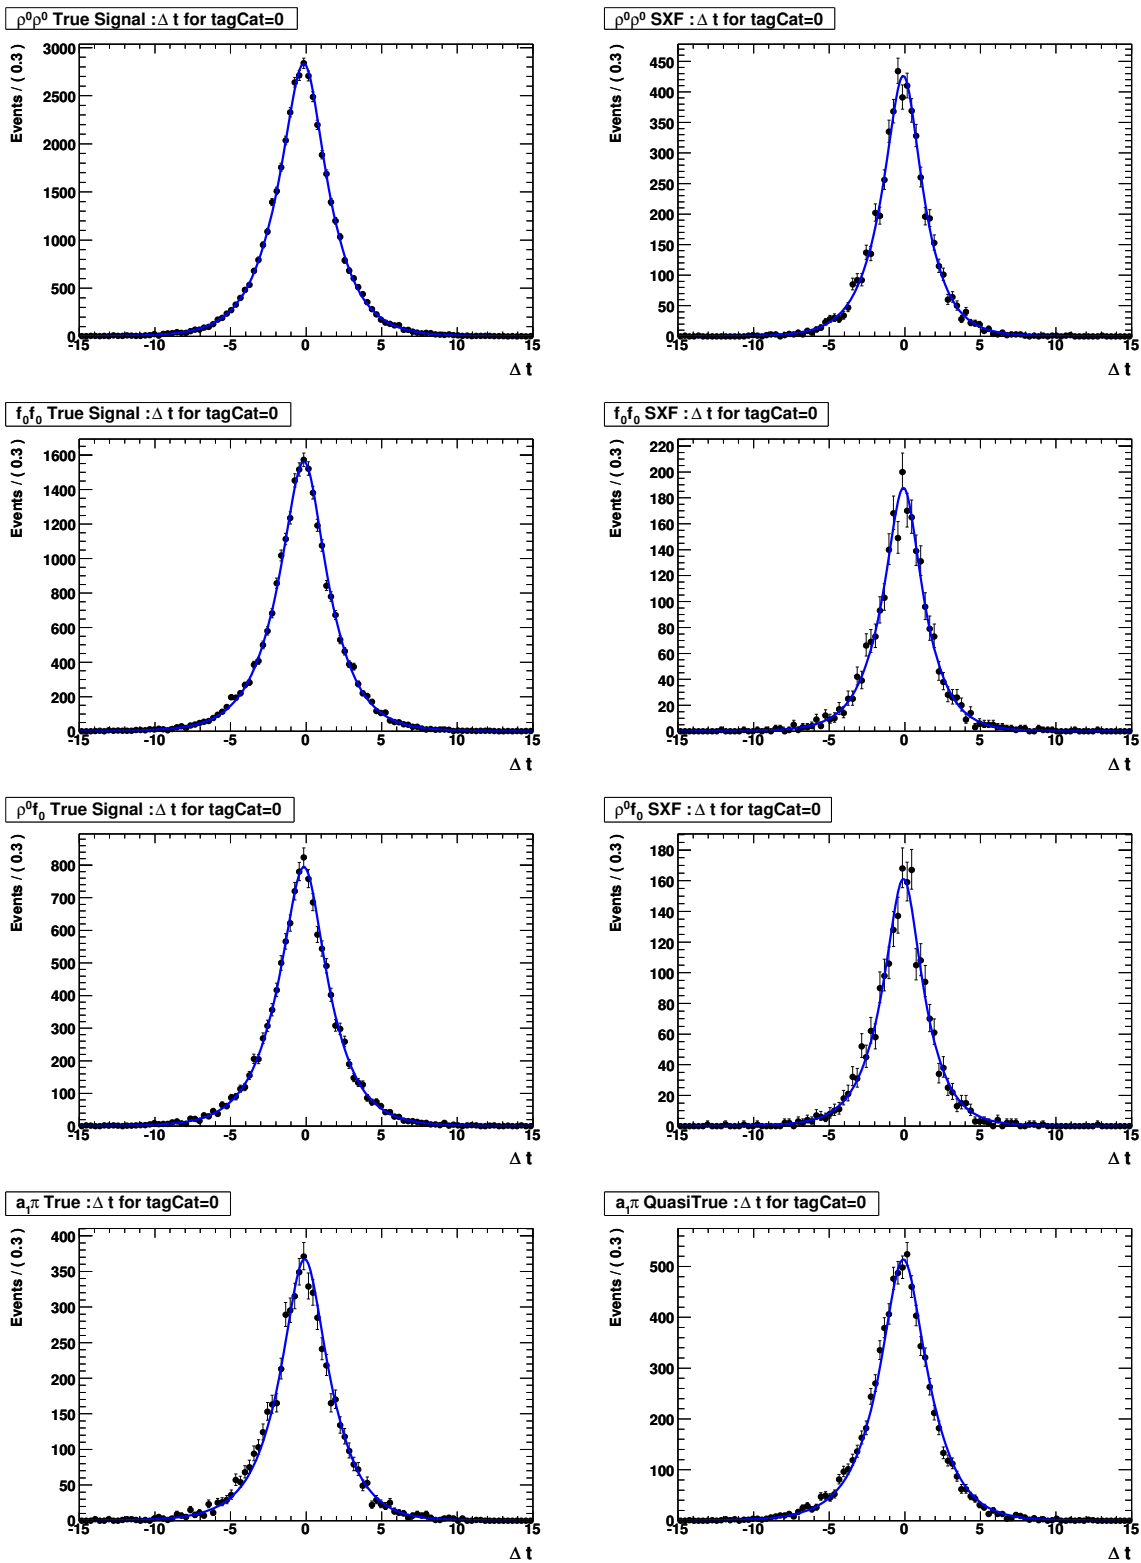 ρ⁰ρ⁰ True Signal : Δ t for tagCat=0
Events / ( 0.3 )
3000
2500
2000
1500
1000
500
0
-15 -10 -5 0 5 10 15
Δ t
ρ⁰ρ⁰ SXF : Δ t for tagCat=0
Events / ( 0.3 )
450
400
350
300
250
200
150
100
50
0
-15 -10 -5 0 5 10 15
Δ t
f₀f₀ True Signal : Δ t for tagCat=0
Events / ( 0.3 )
1600
1400
1200
1000
800
600
400
200
0
-15 -10 -5 0 5 10 15
Δ t
f₀f₀ SXF : Δ t for tagCat=0
Events / ( 0.3 )
220
200
180
160
140
120
100
80
60
40
20
0
-15 -10 -5 0 5 10 15
Δ t
ρ⁰f₀ True Signal : Δ t for tagCat=0
Events / ( 0.3 )
800
700
600
500
400
300
200
100
0
-15 -10 -5 0 5 10 15
Δ t
ρ⁰f₀ SXF : Δ t for tagCat=0
Events / ( 0.3 )
180
160
140
120
100
80
60
40
20
0
-15 -10 -5 0 5 10 15
Δ t
a₁π True : Δ t for tagCat=0
Events / ( 0.3 )
400
350
300
250
200
150
100
50
0
-15 -10 -5 0 5 10 15
Δ t
a₁π QuasiTrue : Δ t for tagCat=0
Events / ( 0.3 )
500
400
300
200
100
0
-15 -10 -5 0 5 10 15
Δ t